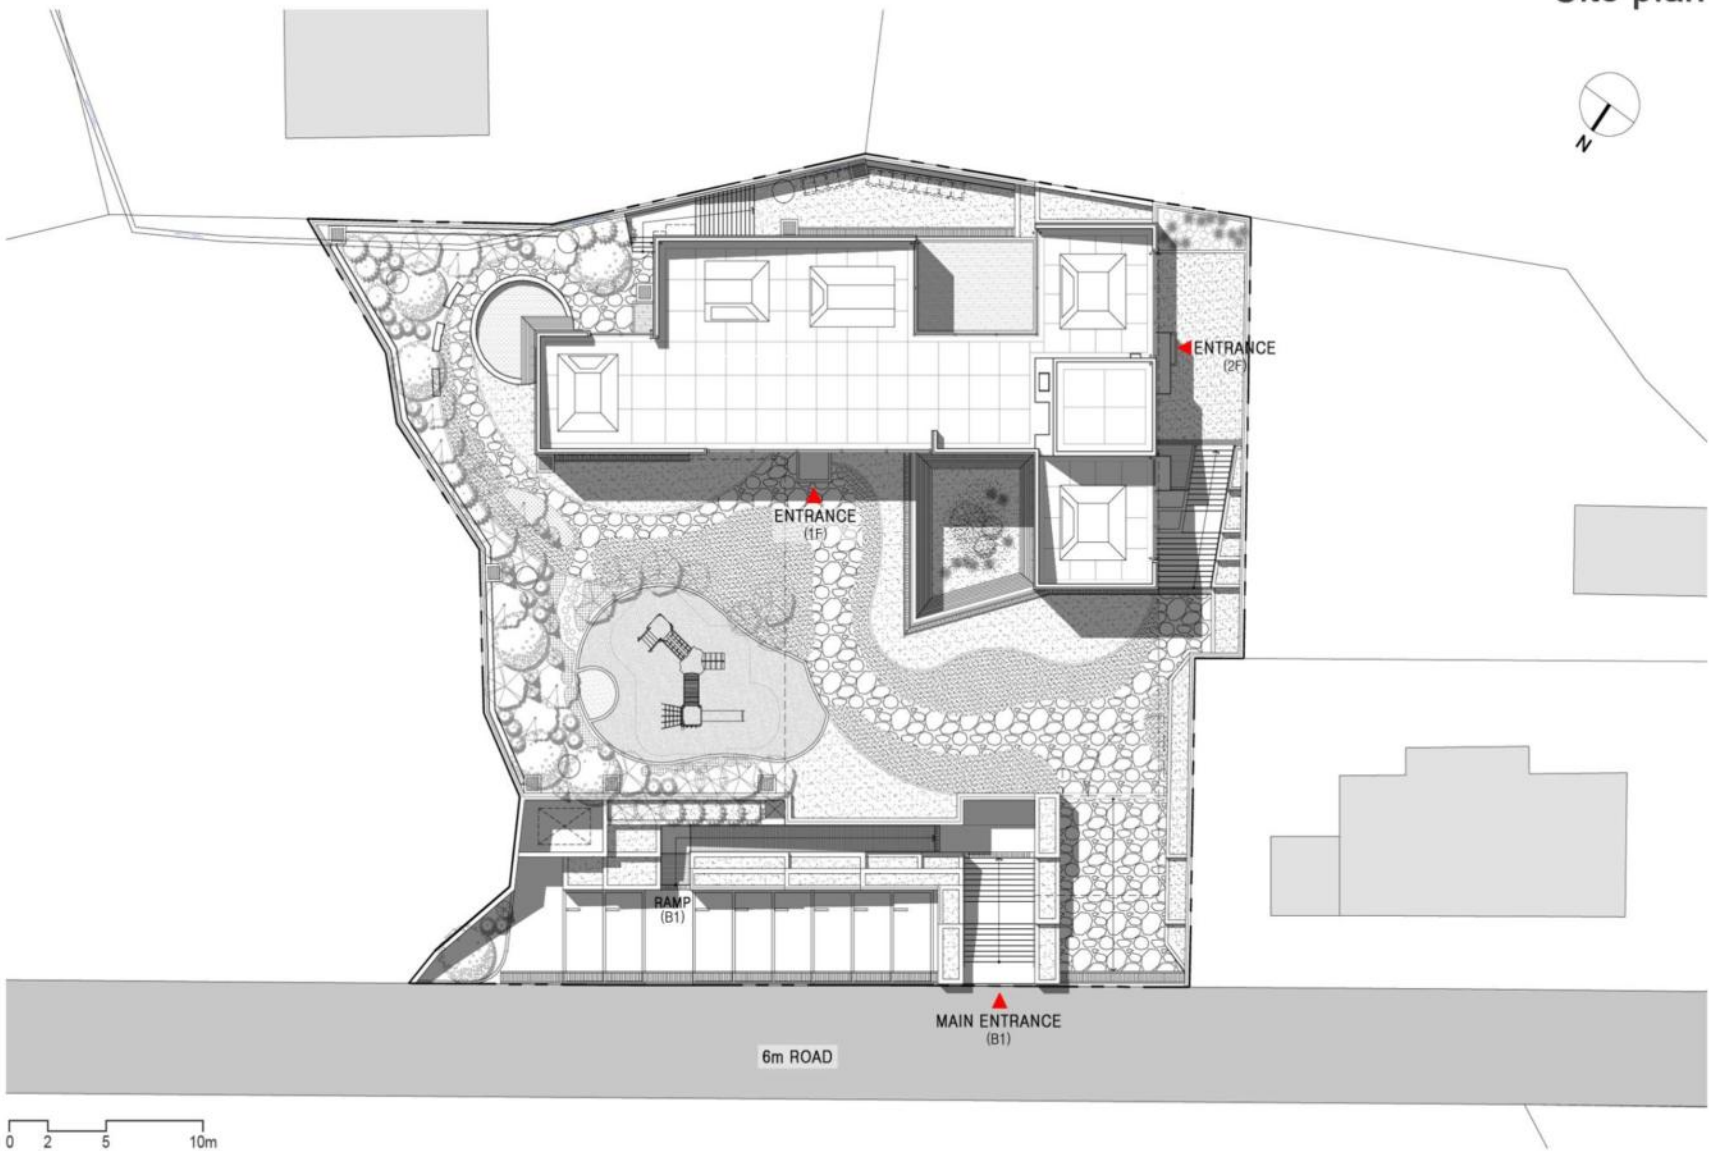 Site plan
N
ENTRANCE
(2F)
ENTRANCE
(1F)
RAMP
(B1)
MAIN ENTRANCE
(B1)
6m ROAD
0 2 5 10m